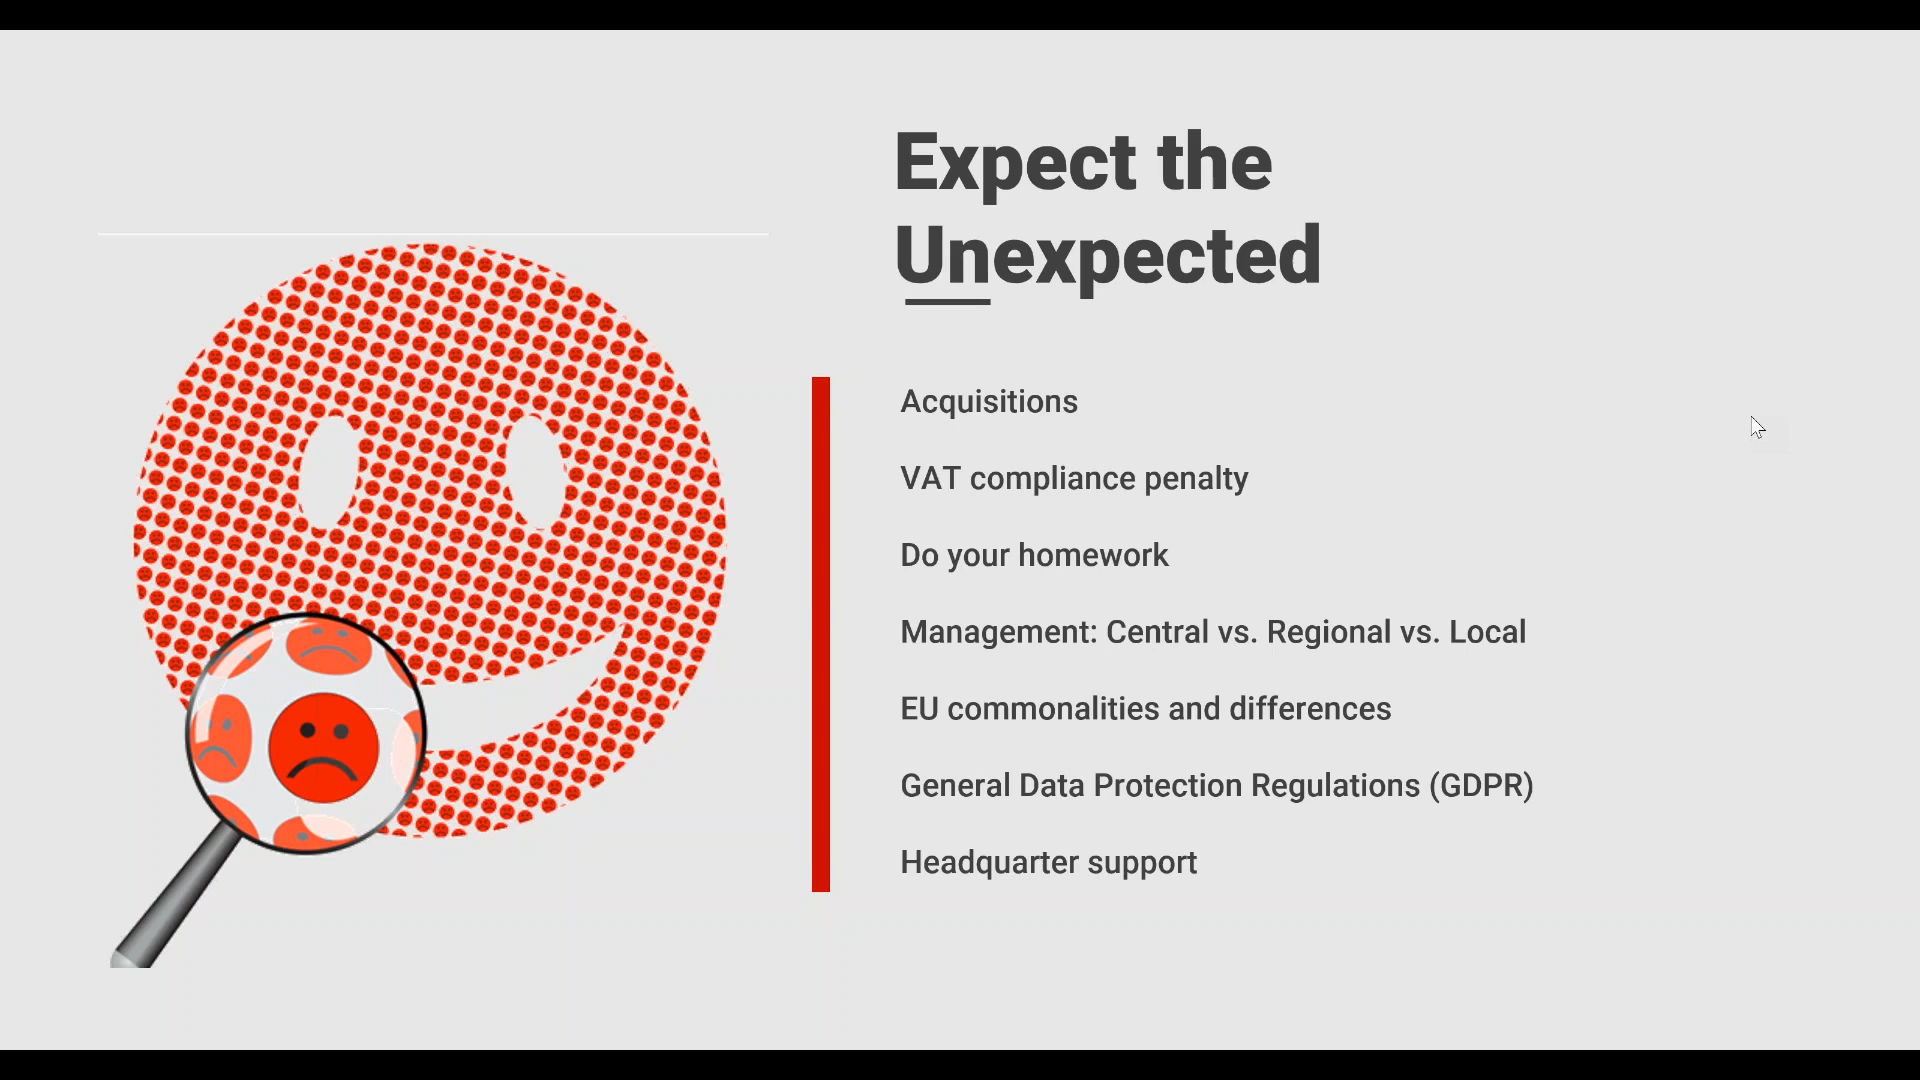 Expect the
Unexpected
Acquisitions
VAT compliance penalty
Do your homework
Management: Central vs. Regional vs. Local
EU commonalities and differences
General Data Protection Regulations (GDPR)
Headquarter support